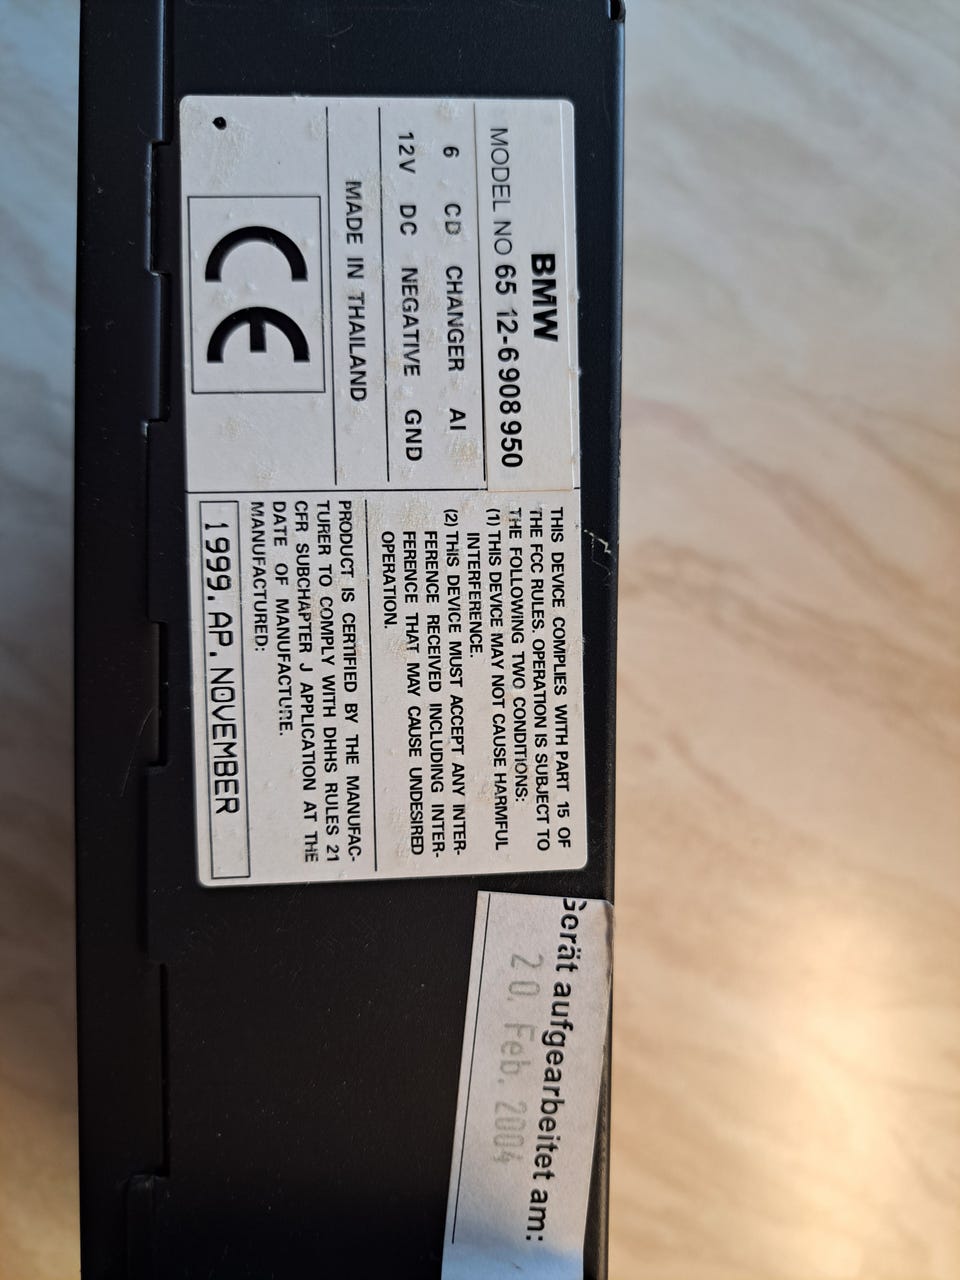 BMW
MODEL NO 65 12-6 908 950
6 CD CHANGER AI
12V DC NEGATIVE GND
MADE IN THAILAND
CE
THIS DEVICE COMPLIES WITH PART 15 OF
THE FCC RULES. OPERATION IS SUBJECT TO
THE FOLLOWING TWO CONDITIONS:
(1) THIS DEVICE MAY NOT CAUSE HARMFUL
INTERFERENCE.
(2) THIS DEVICE MUST ACCEPT ANY INTER-
FERENCE RECEIVED INCLUDING INTER-
FERENCE THAT MAY CAUSE UNDESIRED
OPERATION.
PRODUCT IS CERTIFIED BY THE MANUFAC-
TURER TO COMPLY WITH DHHS RULES 21
CFR SUBCHAPTER J APPLICATION AT THE
DATE OF MANUFACTURE.
MANUFACTURED:
1999.AP.NOVEMBER
Gerät aufgearbeitet am:
20. Feb. 2004